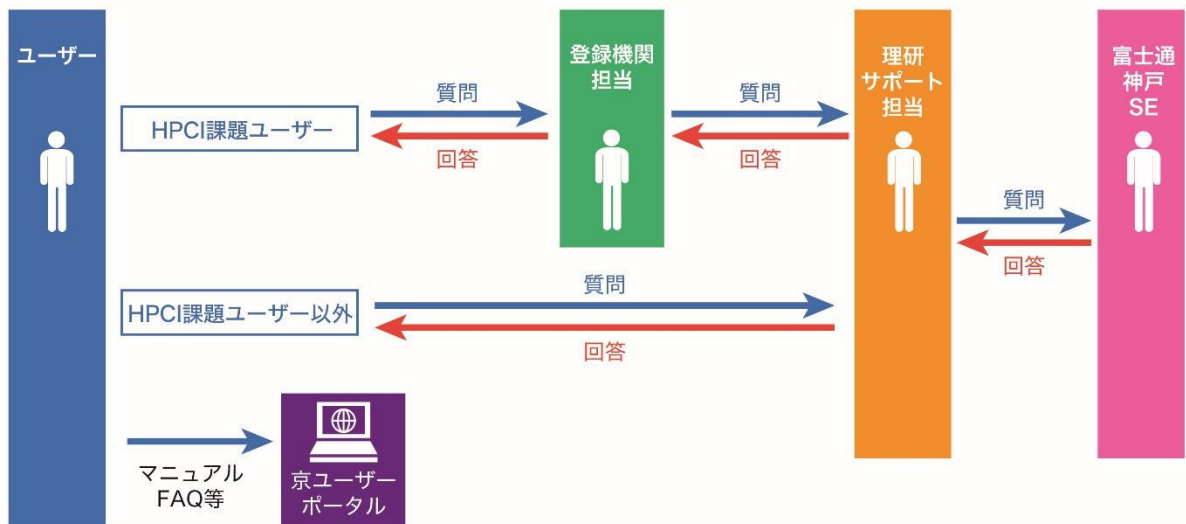 ユーザー
登録機関
担当
理研
サポート
担当
富士通
神戸
SE
HPCI課題ユーザー
質問
回答
質問
回答
質問
回答
HPCI課題ユーザー以外
質問
回答
マニュアル
FAQ等
京ユーザー
ポータル